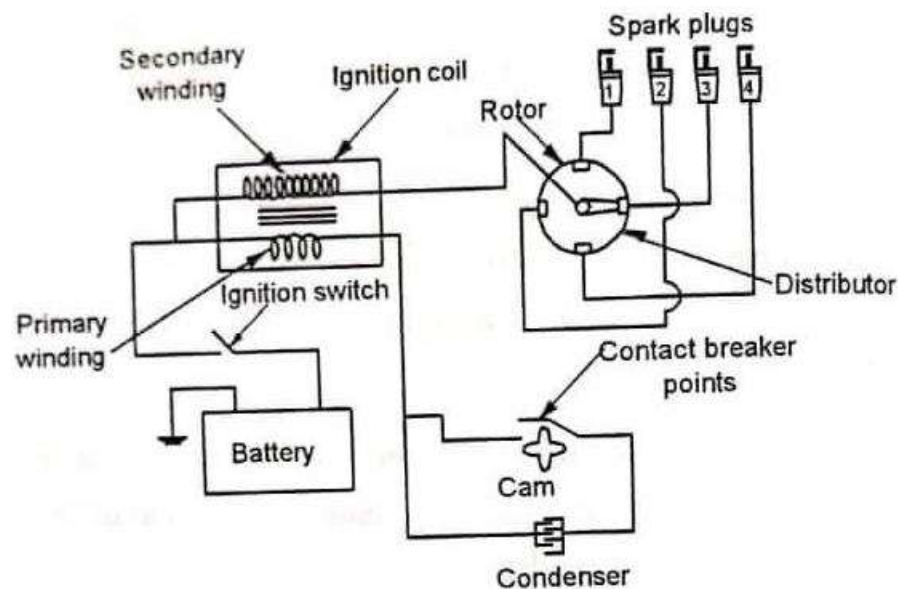 Spark plugs
Secondary
winding
Ignition coil
1
2
3
4
Rotor
Distributor
Ignition switch
Primary
winding
Contact breaker
points
Battery
Cam
Condenser